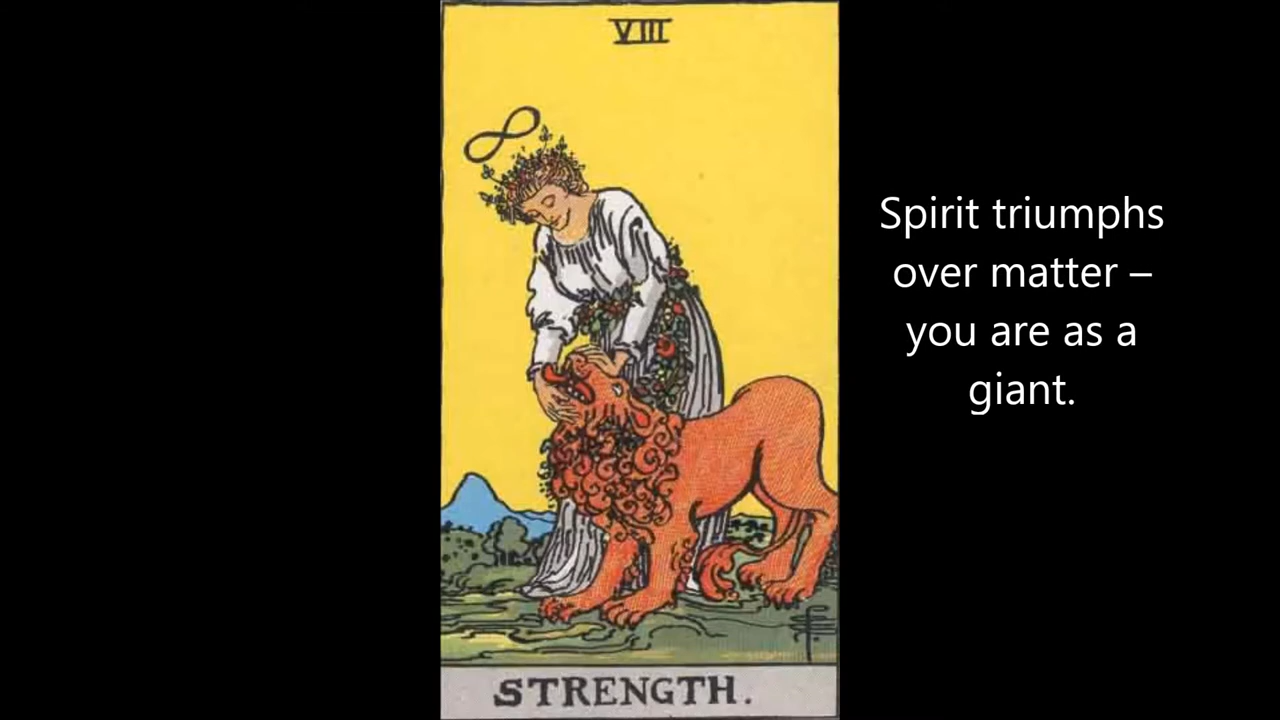 VIII
Spirit triumphs
over matter –
you are as a
giant.
STRENGTH.